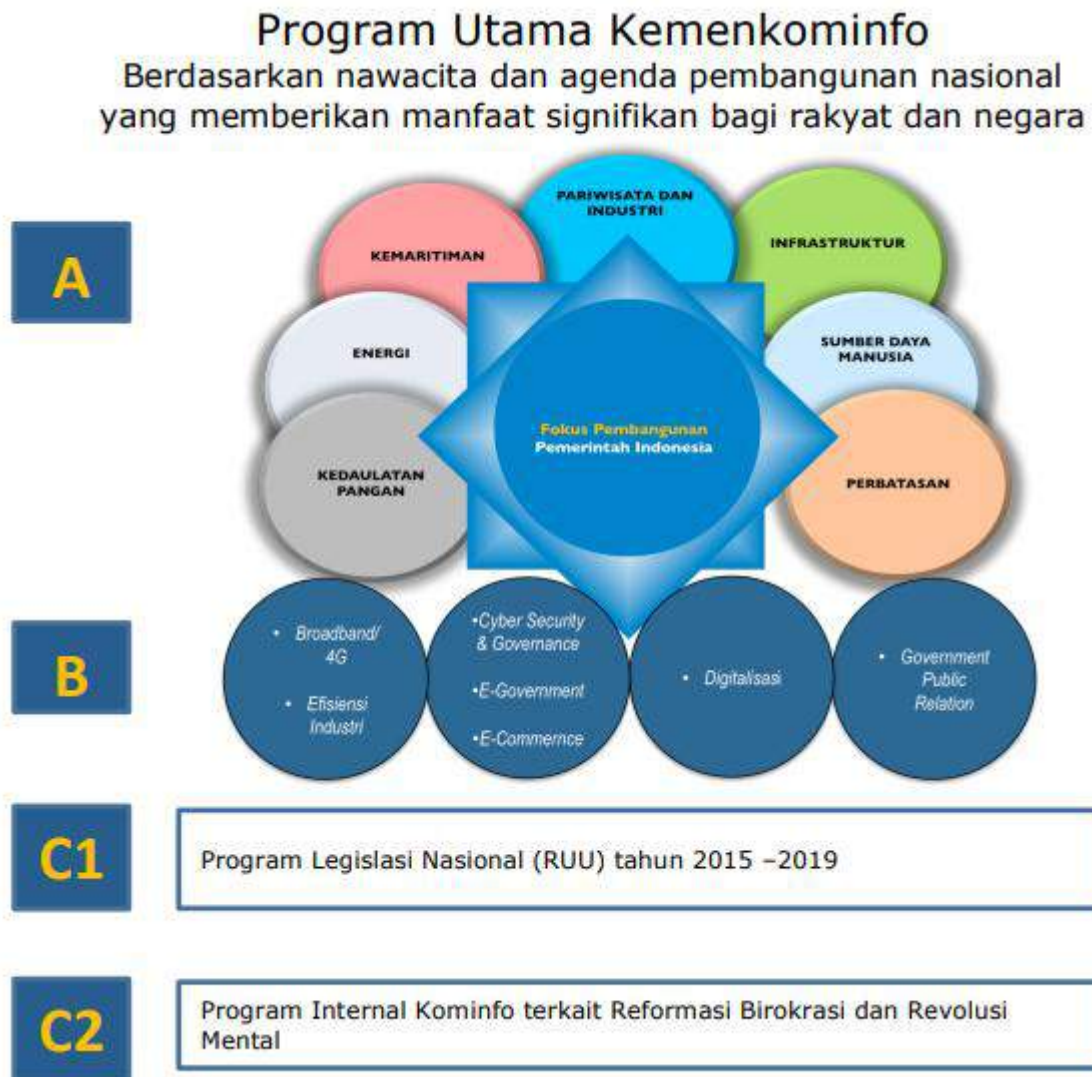 Program Utama Kemenkominfo
Berdasarkan nawacita dan agenda pembangunan nasional
yang memberikan manfaat signifikan bagi rakyat dan negara
A
PARIWISATA DAN
INDUSTRI
KEMARITIMAN
INFRASTRUKTUR
ENERGI
SUMBER DAYA
MANUSIA
Fokus Pembangunan
Pemerintah Indonesia
KEDAULATAN
PANGAN
PERBATASAN
B
• Broadband/
4G
• Efisiensi
Industri
•Cyber Security
& Governance
•E-Government
•E-Commernce
• Digitalisasi
• Government
Public
Relation
C1
Program Legislasi Nasional (RUU) tahun 2015 –2019
C2
Program Internal Kominfo terkait Reformasi Birokrasi dan Revolusi
Mental